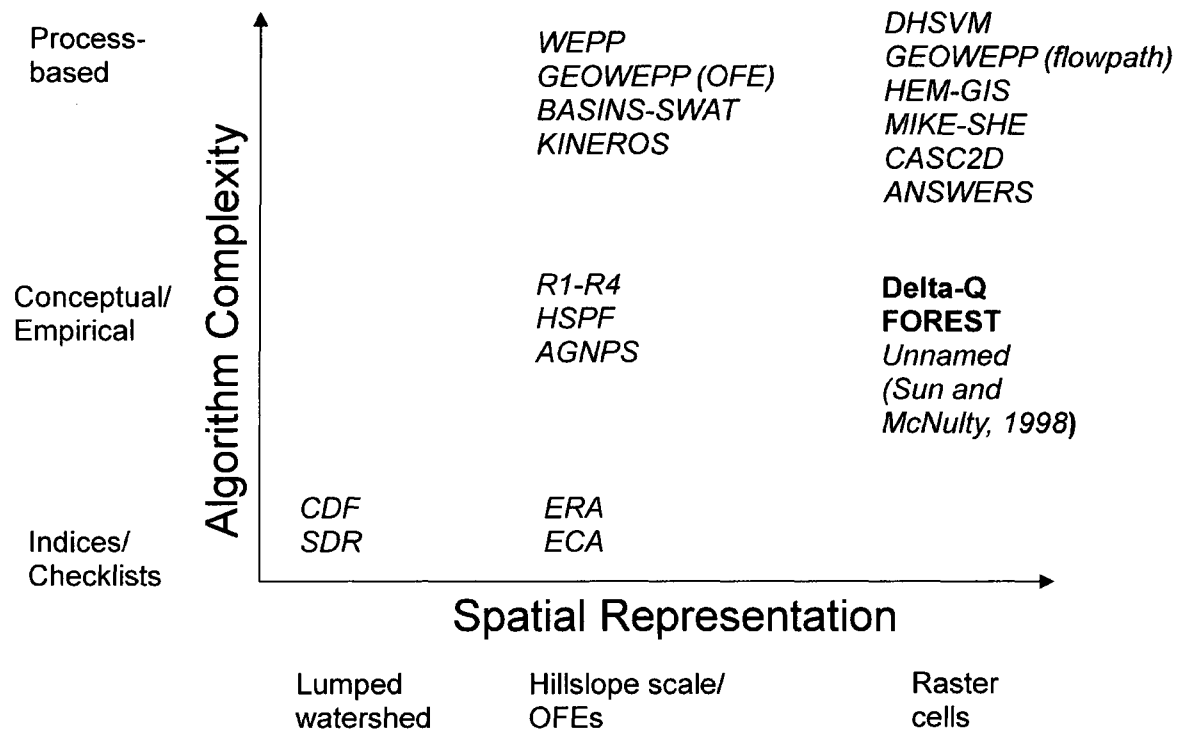 Process-
based
WEPP
GEOWEPP (OFE)
BASINS-SWAT
KINEROS
DHSVM
GEOWEPP (flowpath)
HEM-GIS
MIKE-SHE
CASC2D
ANSWERS
Algorithm Complexity
Conceptual/
Empirical
R1-R4
HSPF
AGNPS
Delta-Q
FOREST
Unnamed
(Sun and
McNulty, 1998)
Indices/
Checklists
CDF
SDR
ERA
ECA
Spatial Representation
Lumped
watershed
Hillslope scale/
OFEs
Raster
cells